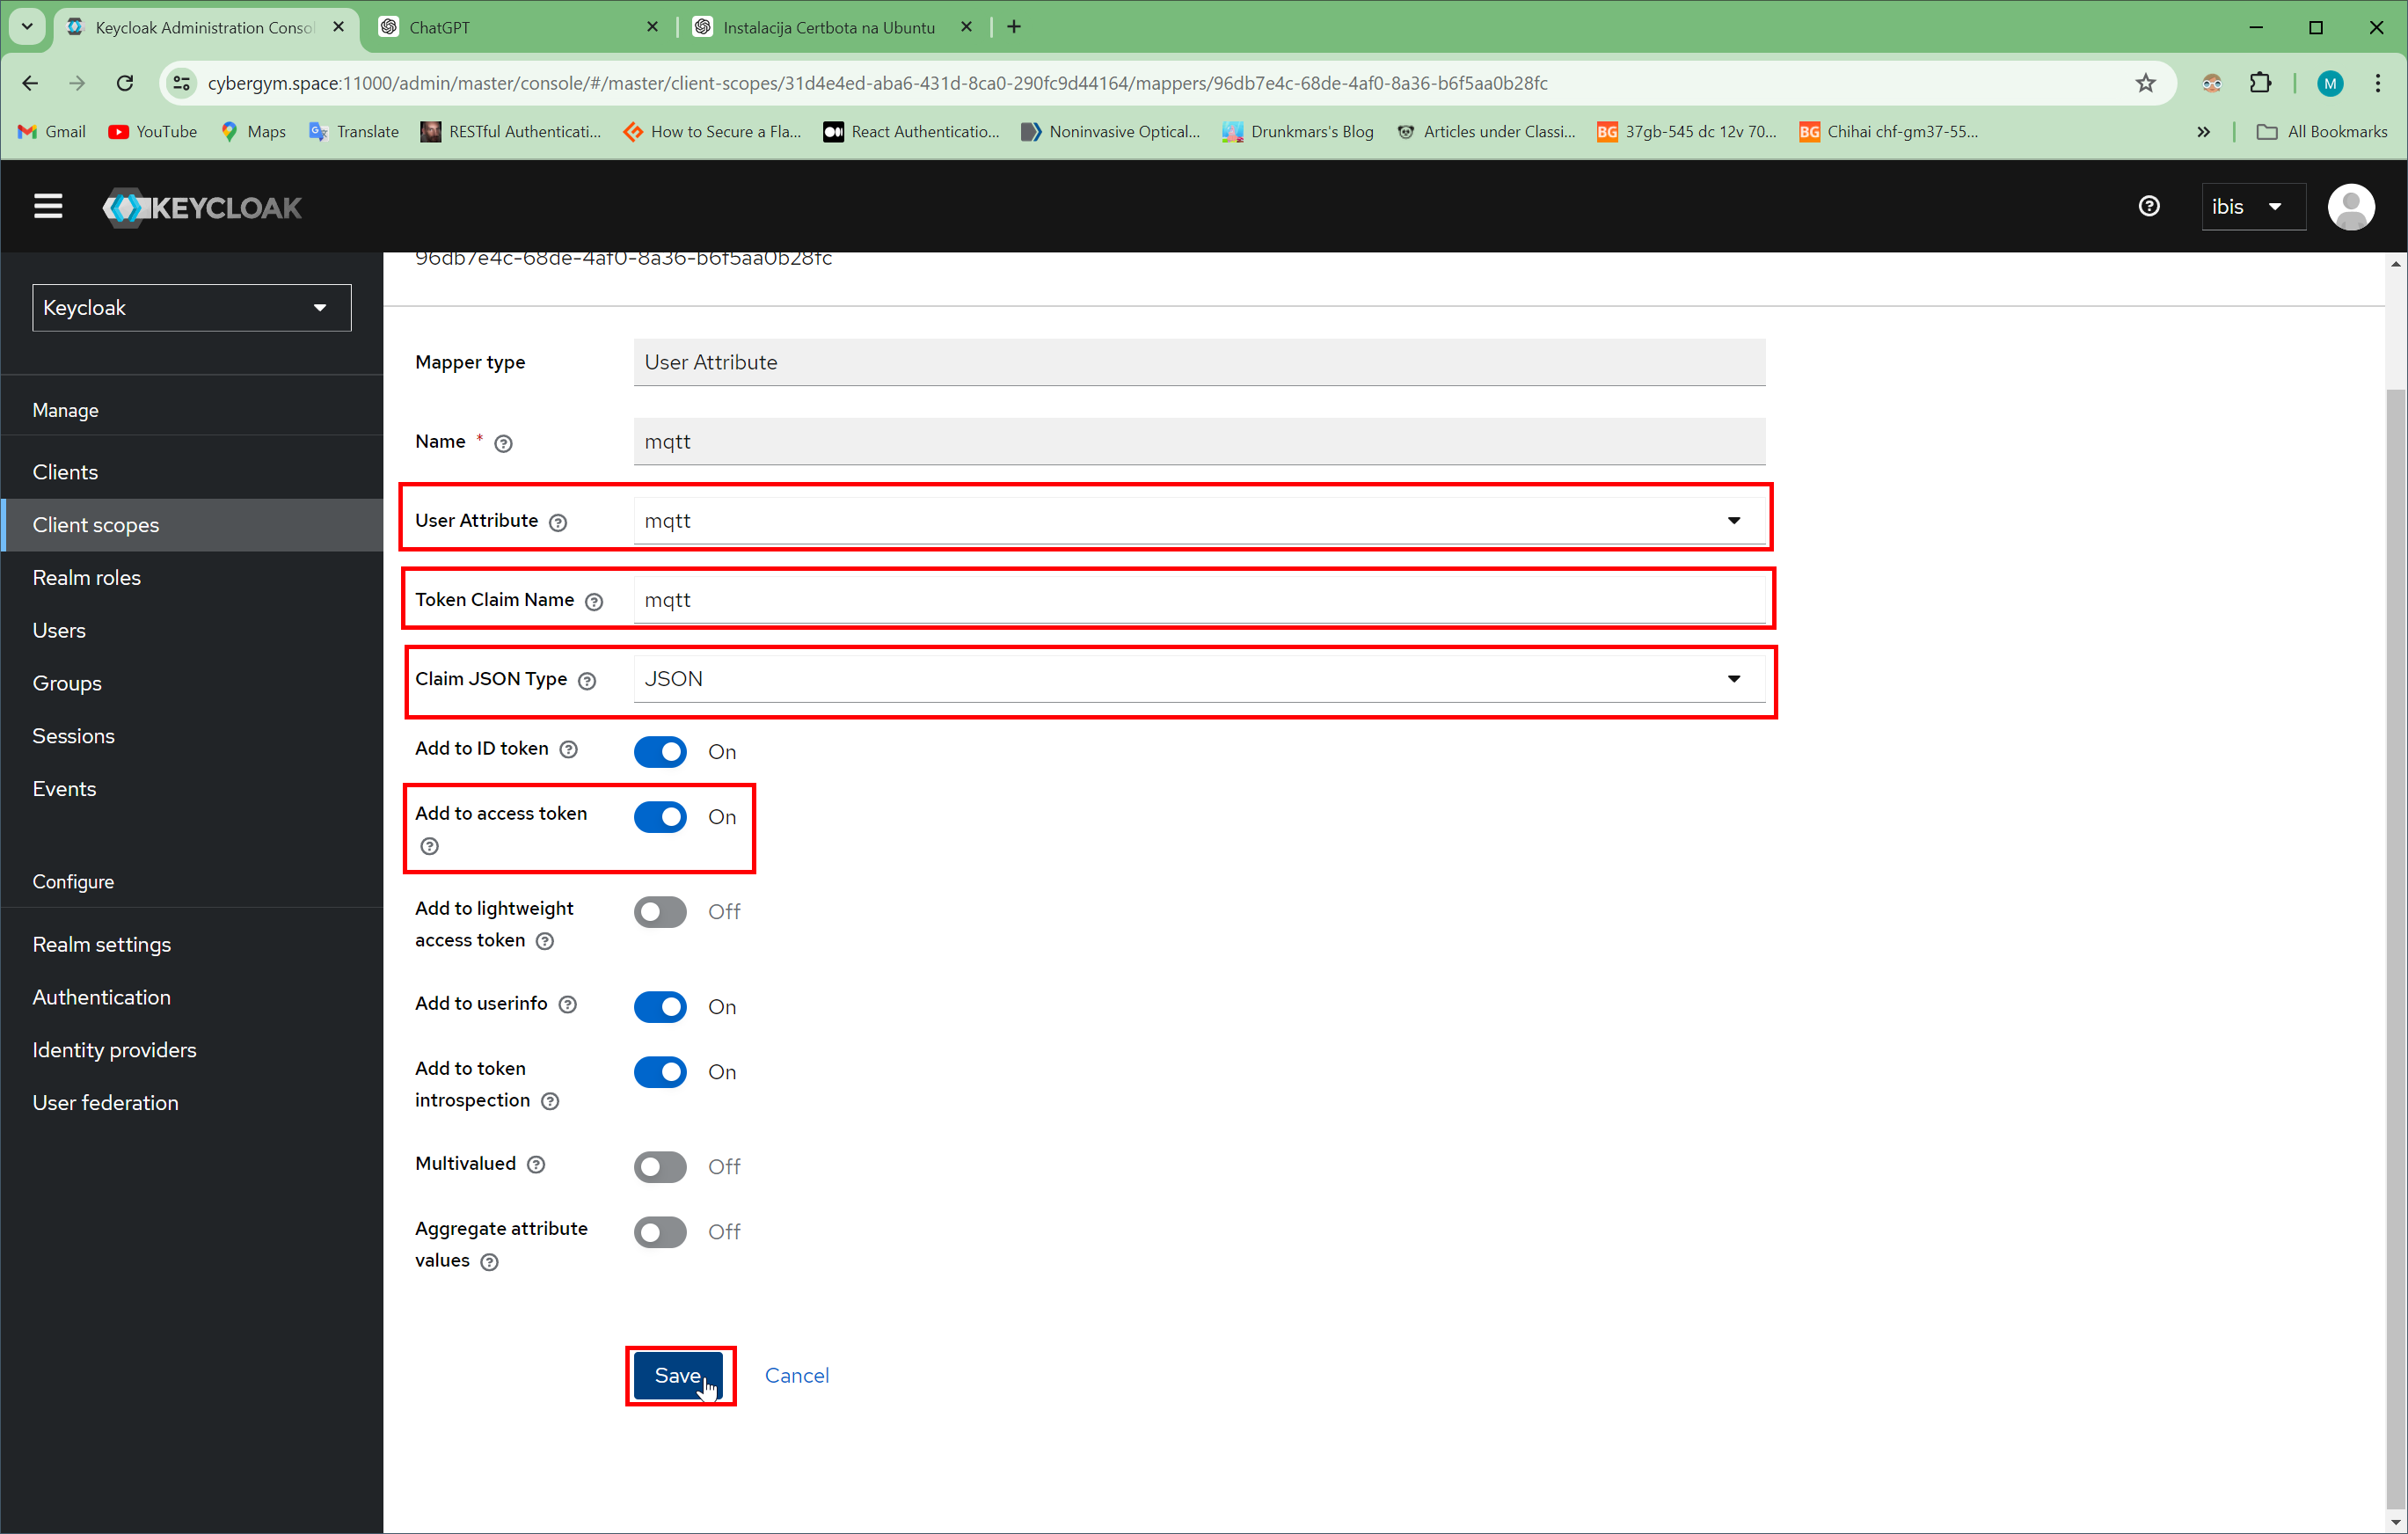 Keycloak Administration Consol
ChatGPT
Instalacija Certbota na Ubuntu
cybergym.space:11000/admin/master/console/#/master/client-scopes/31d4e4ed-aba6-431d-8ca0-290fc9d44164/mappers/96db7e4c-68de-4af0-8a36-b6f5aa0b28fc
M
Gmail
YouTube
Maps
Translate
RESTful Authenticati...
How to Secure a Fla...
React Authenticatio...
Noninvasive Optical...
Drunkmars's Blog
Articles under Classi...
BG
37gb-545 dc 12v 70...
BG
Chihai chf-gm37-55...
All Bookmarks
KEYCLOAK
ibis
Keycloak
Manage
Clients
Client scopes
Realm roles
Users
Groups
Sessions
Events
Configure
Realm settings
Authentication
Identity providers
User federation
96db7e4c-68de-4af0-8a36-b6f5aa0b28fc
Mapper type
User Attribute
Name *
mqtt
User Attribute
mqtt
Token Claim Name
mqtt
Claim JSON Type
JSON
Add to ID token
On
Add to access token
On
Add to lightweight
access token
Off
Add to userinfo
On
Add to token
introspection
On
Multivalued
Off
Aggregate attribute
values
Off
Save
Cancel